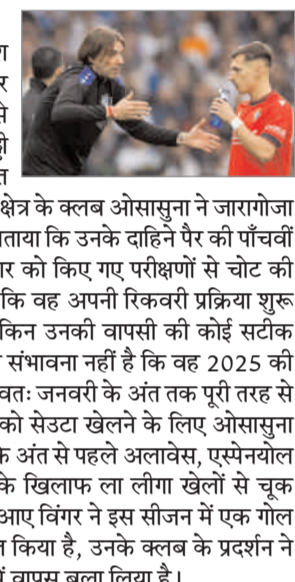 क्षेत्र के क्लब ओसासुना ने जारागोजा
ताया कि उनके दाहिने पैर की पाँचवीं
ार को किए गए परीक्षणों से चोट की
कि वह अपनी रिकवरी प्रक्रिया शुरू
किन उनकी वापसी की कोई सटीक
संभावना नहीं है कि वह 2025 की
वतः जनवरी के अंत तक पूरी तरह से
को सेउटा खेलने के लिए ओसासुना
के अंत से पहले अलावेस, एस्पेनयोल
के खिलाफ ला लीगा खेलों से चूक
आए विंगर ने इस सीजन में एक गोल
किया है, उनके क्लब के प्रदर्शन ने
वापस बुला लिया है।